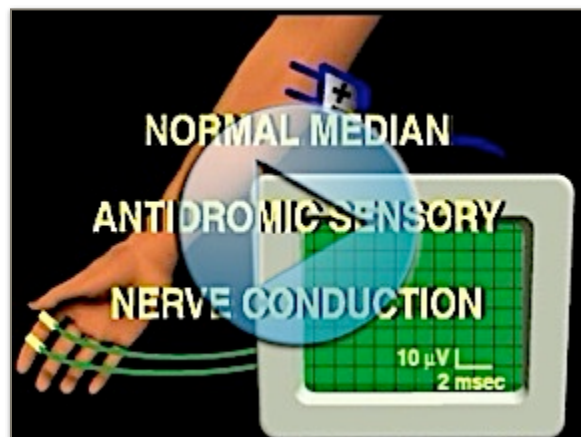 +
NORMAL MEDIAN
ANTIDROMIC SENSORY
NERVE CONDUCTION
10 µV
2 msec